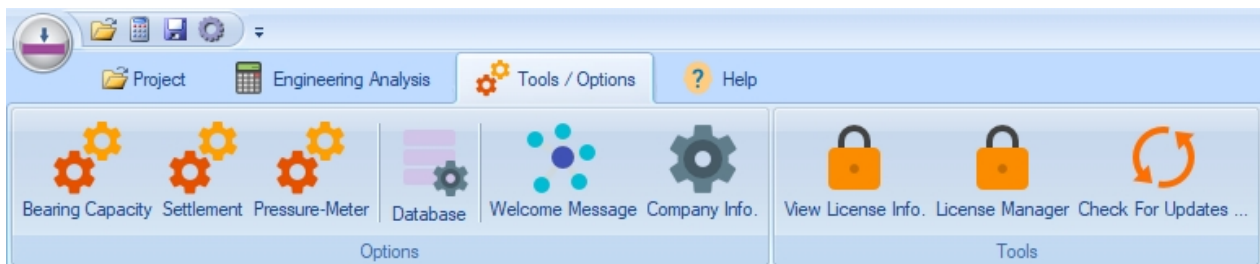 Project Engineering Analysis Tools / Options ? Help
Bearing Capacity Settlement Pressure-Meter Database Welcome Message Company Info. View License Info. License Manager Check For Updates ...
Options Tools